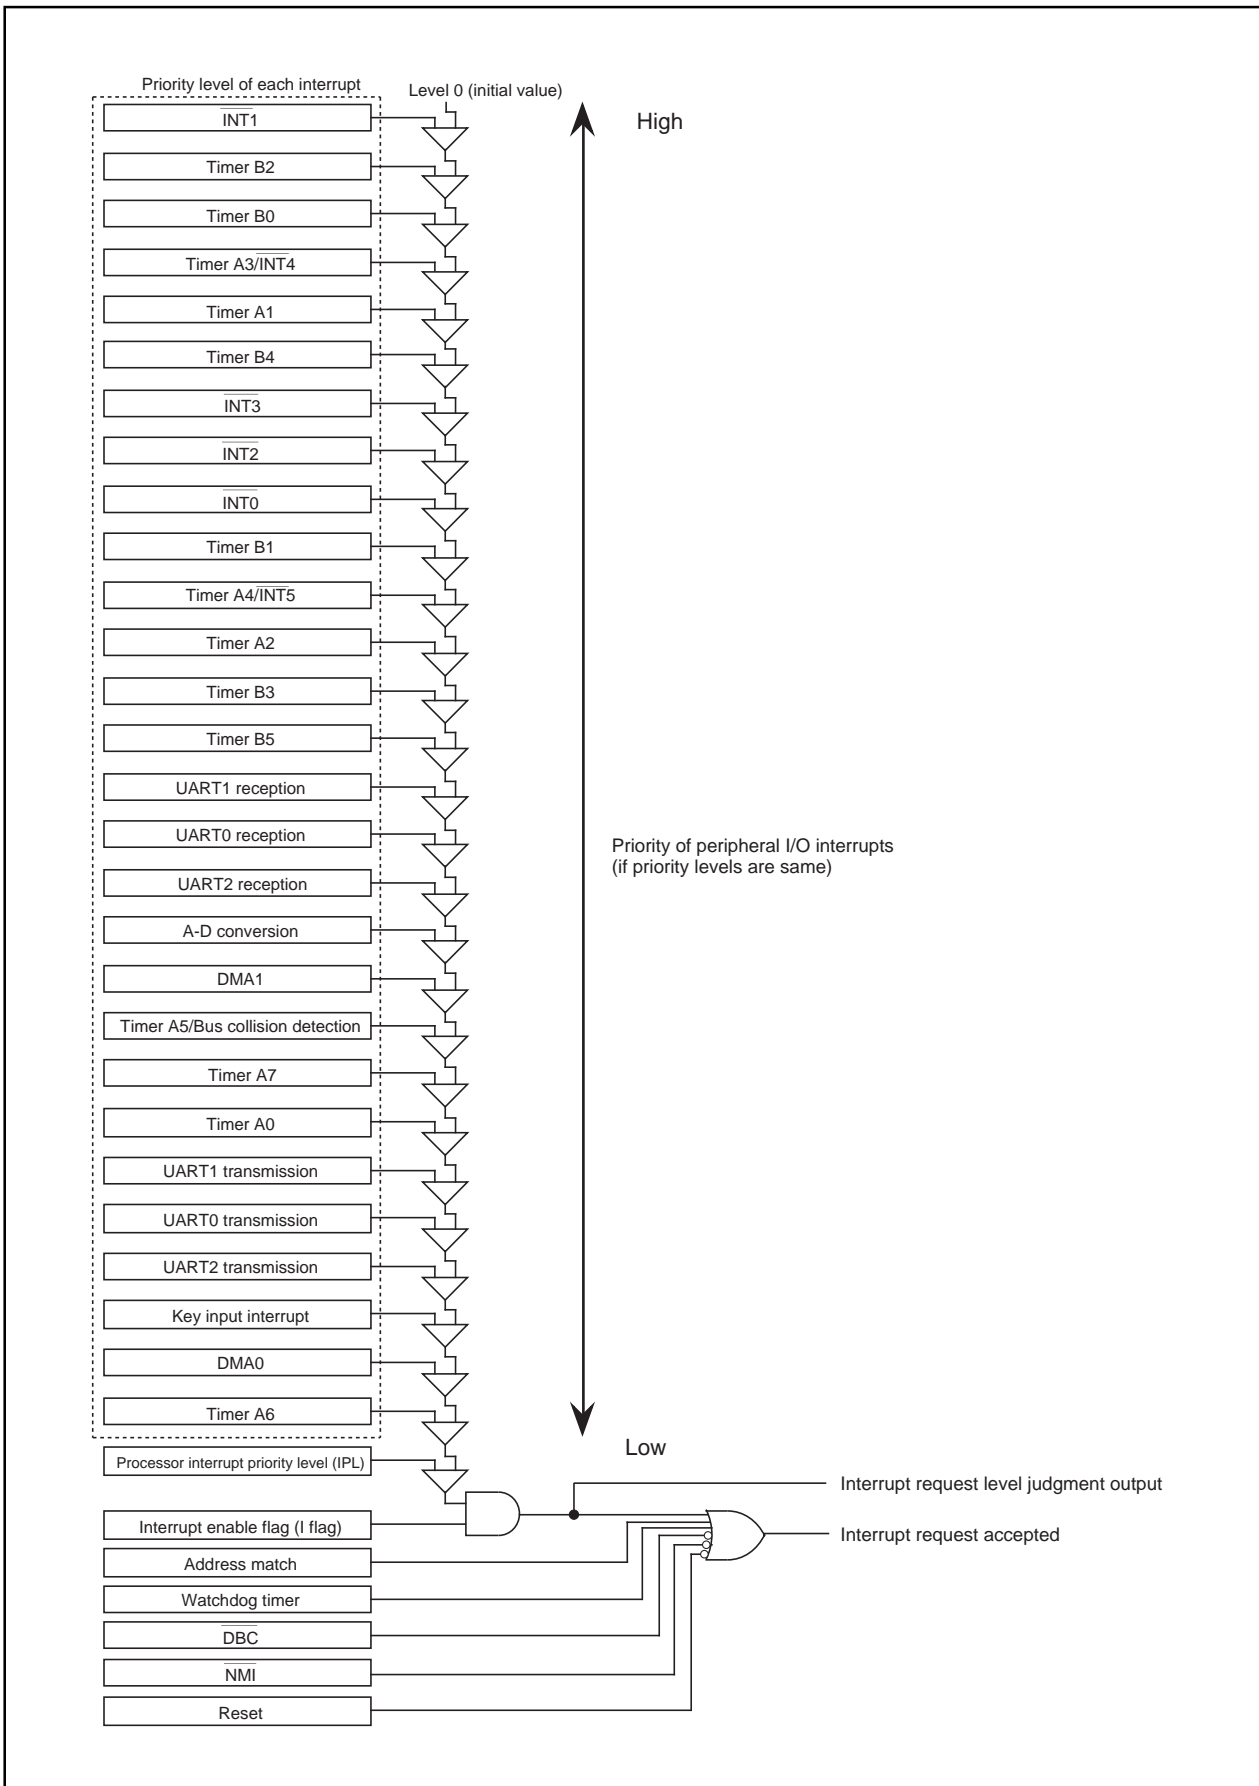 Priority level of each interrupt
Level 0 (initial value)
High
INT1
Timer B2
Timer B0
Timer A3/INT4
Timer A1
Timer B4
INT3
INT2
INT0
Timer B1
Timer A4/INT5
Timer A2
Timer B3
Timer B5
UART1 reception
UART0 reception
UART2 reception
A-D conversion
DMA1
Timer A5/Bus collision detection
Timer A7
Timer A0
UART1 transmission
UART0 transmission
UART2 transmission
Key input interrupt
DMA0
Timer A6
Priority of peripheral I/O interrupts
(if priority levels are same)
Low
Processor interrupt priority level (IPL)
Interrupt request level judgment output
Interrupt enable flag (I flag)
Interrupt request accepted
Address match
Watchdog timer
DBC
NMI
Reset